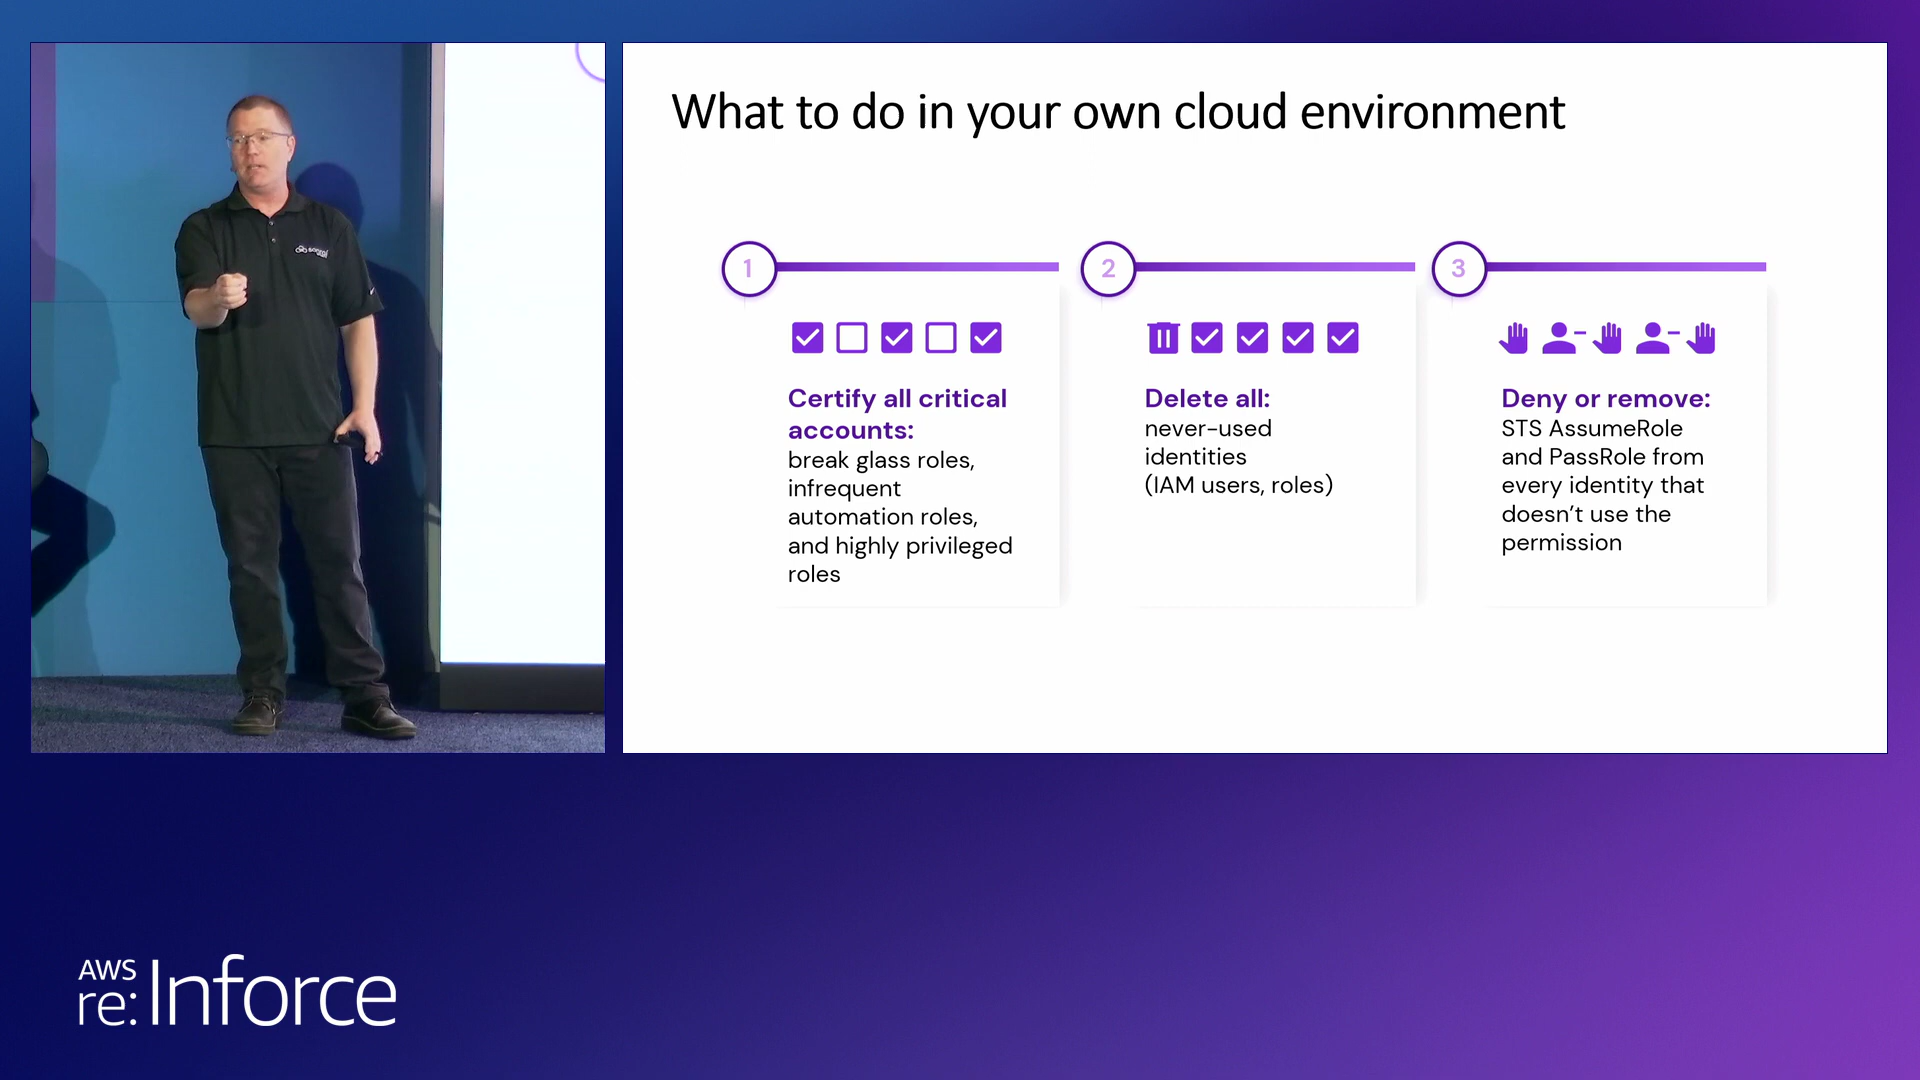 What to do in your own cloud environment
1
Certify all critical
accounts:
break glass roles,
infrequent
automation roles,
and highly privileged
roles
2
Delete all:
never-used
identities
(IAM users, roles)
3
Deny or remove:
STS AssumeRole
and PassRole from
every identity that
doesn’t use the
permission
AWS
re:Inforce